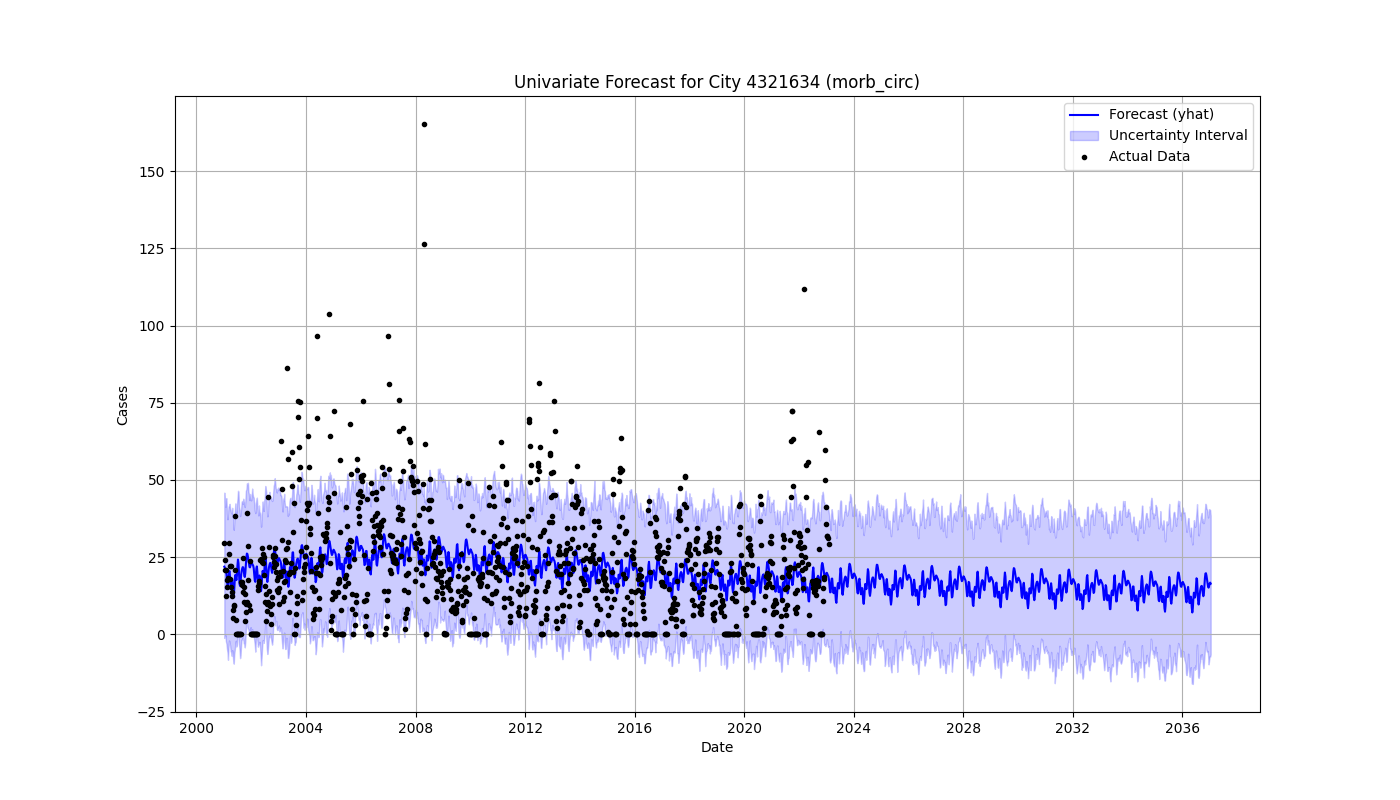 Univariate Forecast for City 4321634 (morb_circ)
Forecast (yhat)
Uncertainty Interval
Actual Data
150
125
100
75
50
25
0
−25
Cases
2000 2004 2008 2012 2016 2020 2024 2028 2032 2036
Date